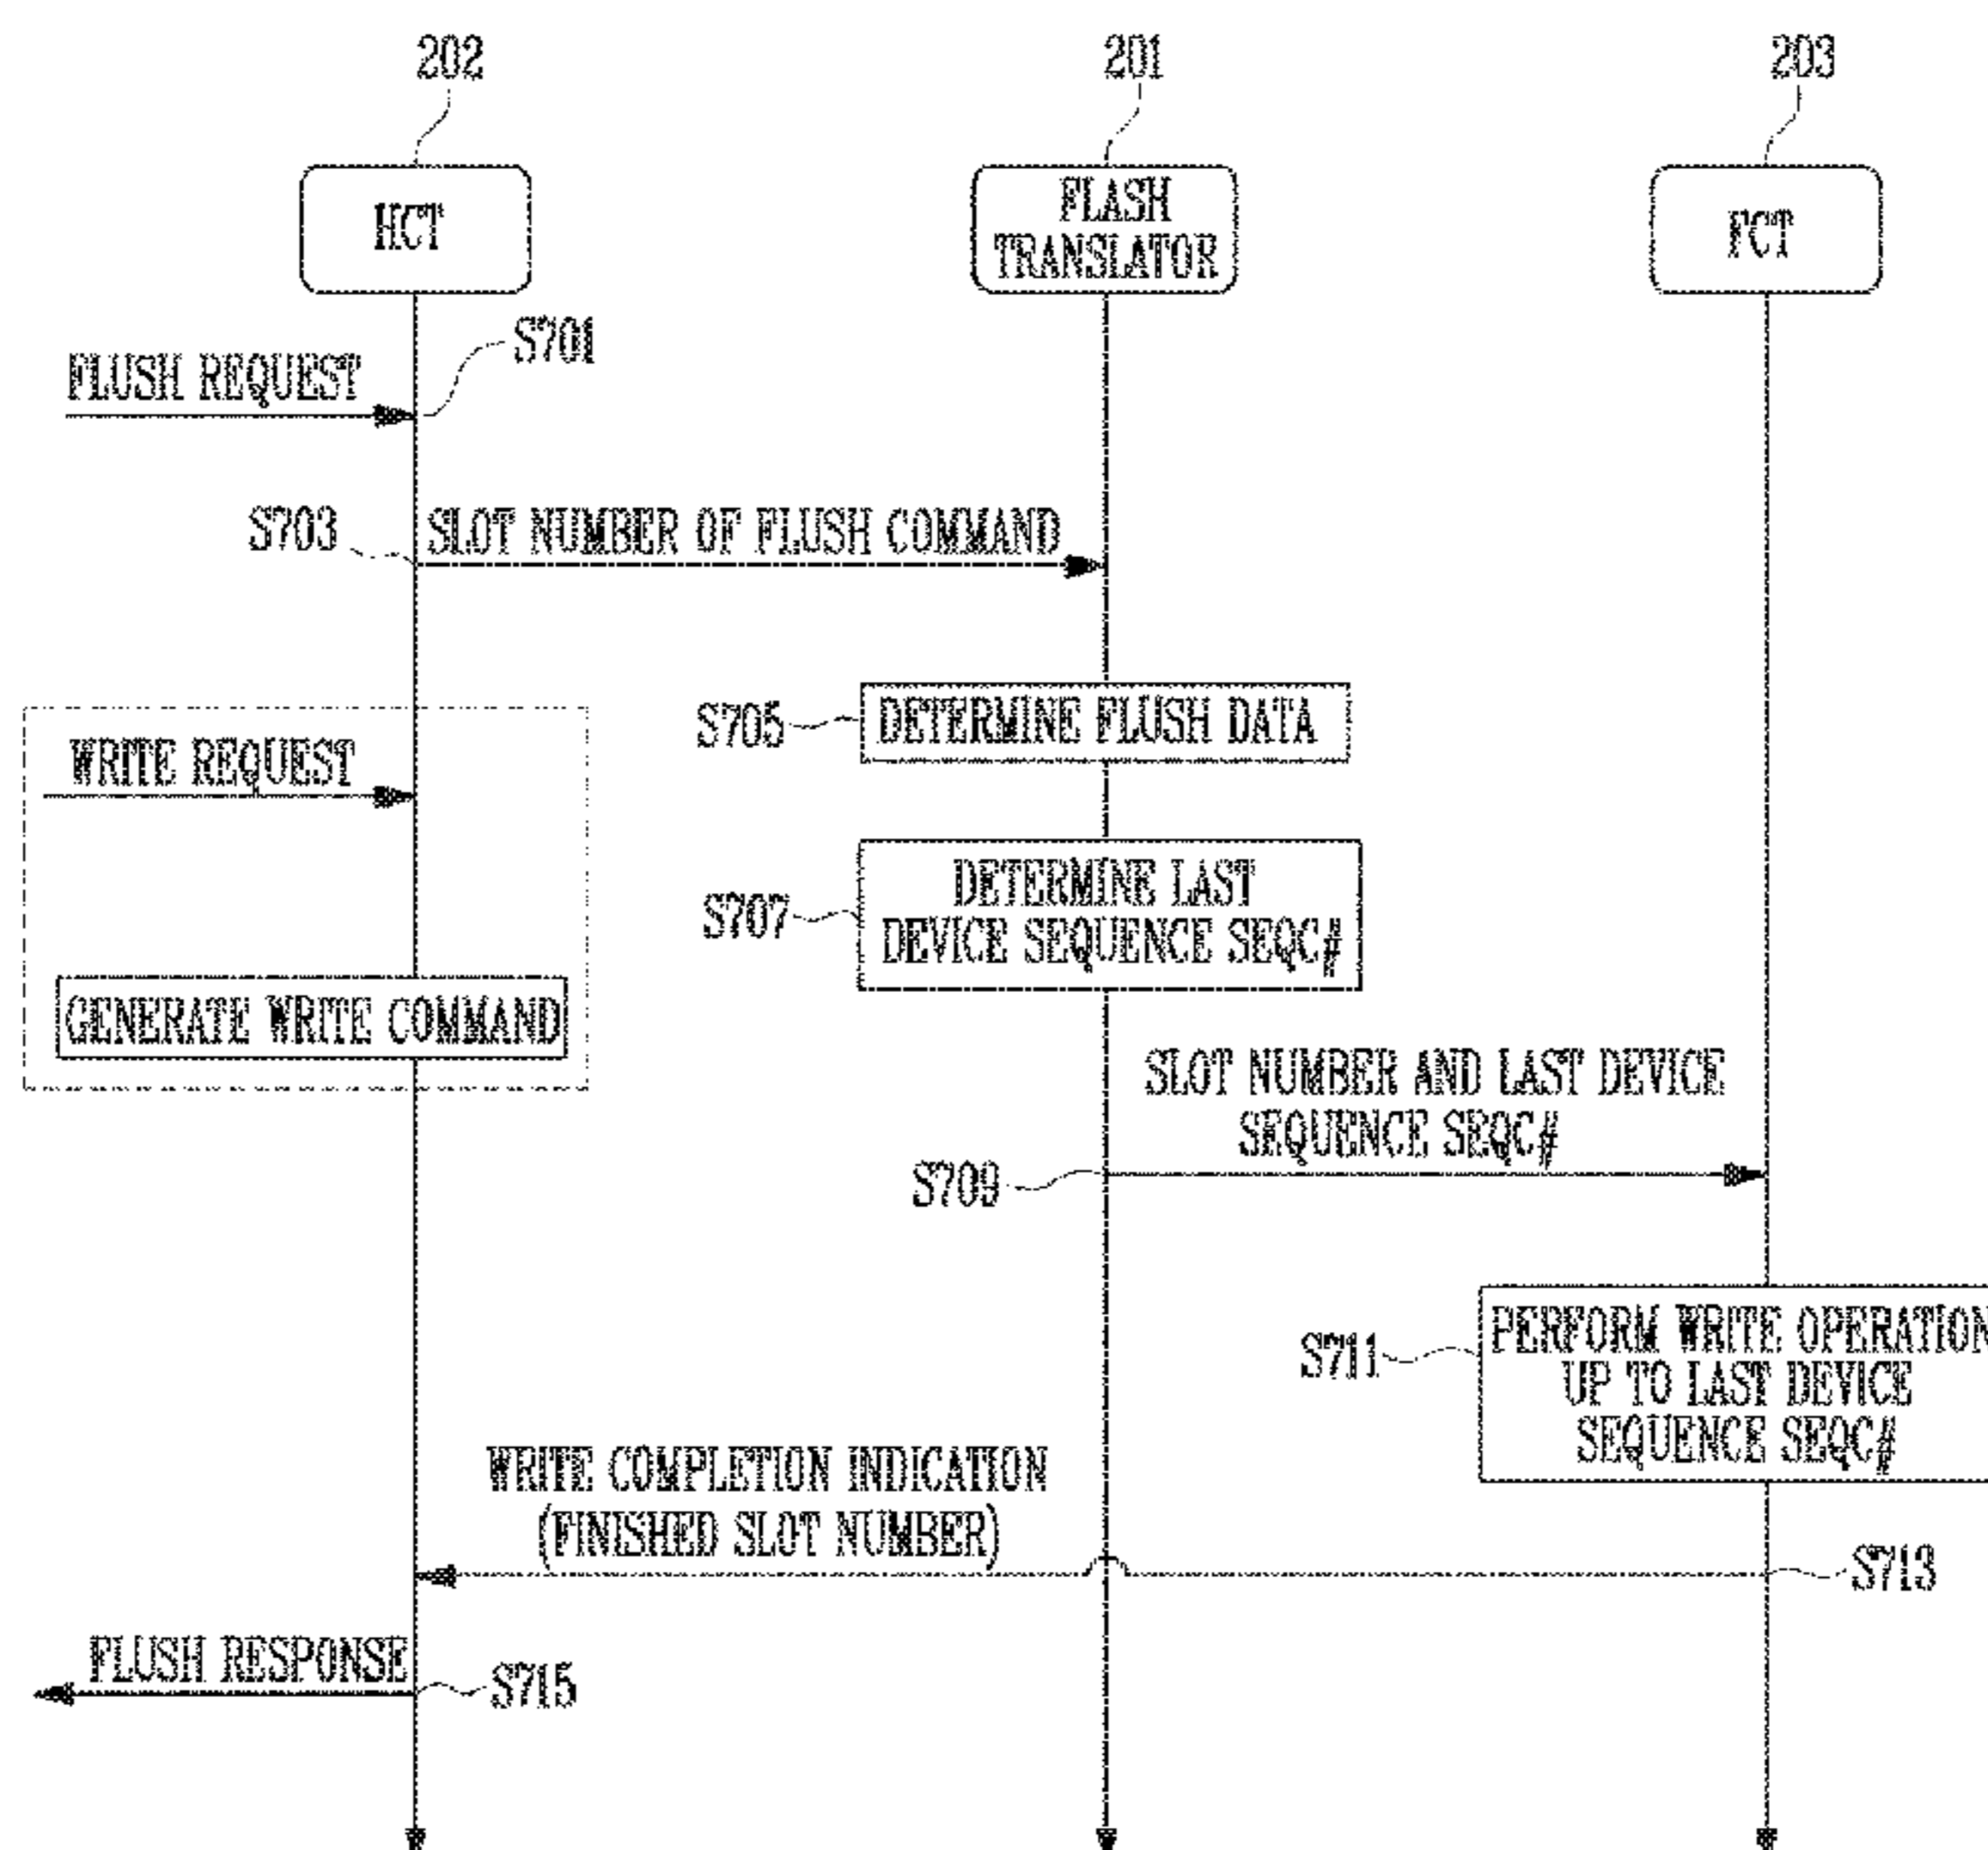 202
201
203
HCT
FLASH
TRANSLATOR
FCT
S701
FLUSH REQUEST
S703
SLOT NUMBER OF FLUSH COMMAND
S705
DETERMINE FLUSH DATA
WRITE REQUEST
S707
DETERMINE LAST
DEVICE SEQUENCE SEQC#
GENERATE WRITE COMMAND
SLOT NUMBER AND LAST DEVICE
SEQUENCE SEQC#
S709
S711
PERFORM WRITE OPERATION
UP TO LAST DEVICE
SEQUENCE SEQC#
WRITE COMPLETION INDICATION
(FINISHED SLOT NUMBER)
S713
FLUSH RESPONSE
S715